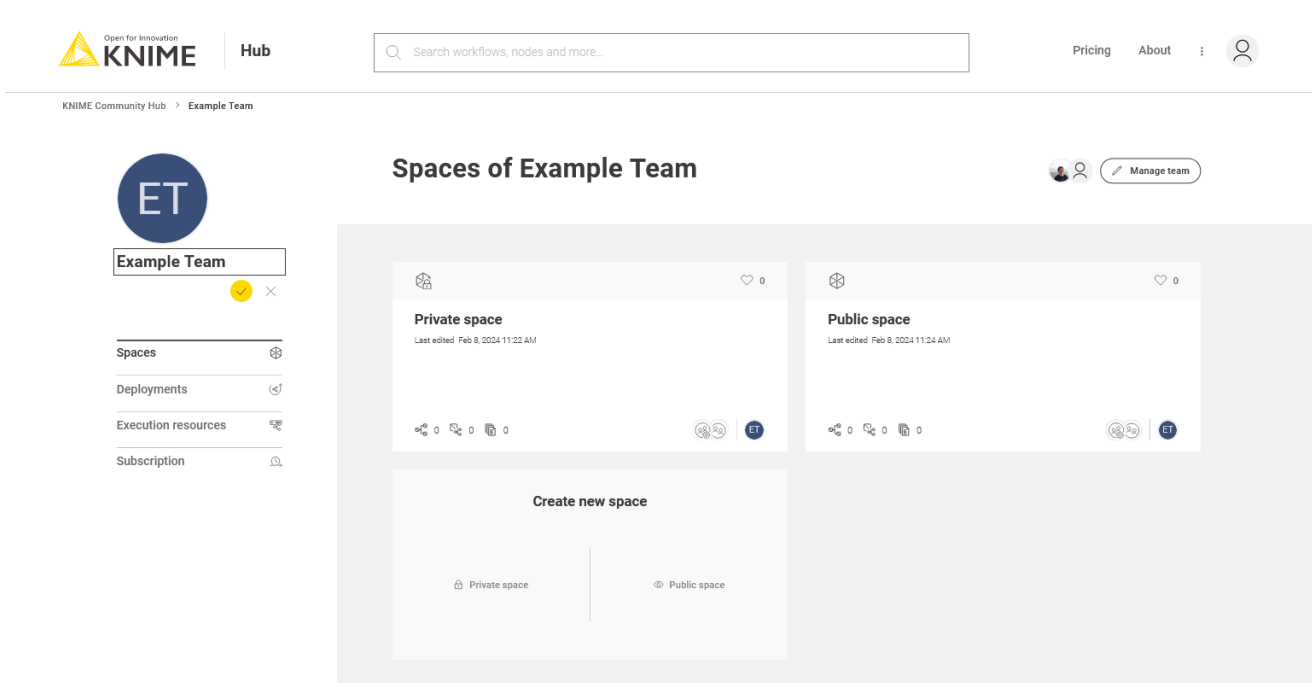 Open for Innovation
KNIME
Hub
Search workflows, nodes and more...
Pricing
About
KNIME Community Hub > Example Team
ET
Example Team
Spaces
Deployments
Execution resources
Subscription
Spaces of Example Team
Manage team
0
Private space
Last edited Feb 8, 2024 11:22 AM
0 0 0
ET
0
Public space
Last edited Feb 8, 2024 11:24 AM
0 0 0
ET
Create new space
Private space
Public space